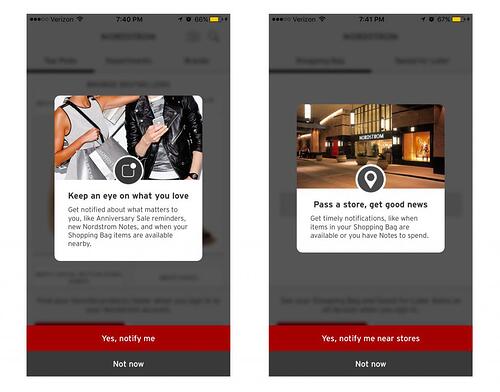 Verizon 7:40 PM 66%
NORDSTROM
Top Picks Departments Brands
Keep an eye on what you love
Get notified about what matters to
you, like Anniversary Sale reminders,
new Nordstrom Notes, and when your
Shopping Bag items are available
nearby.
Yes, notify me
Not now
Verizon 7:41 PM 67%
NORDSTROM
Shopping Bag Saved for Later
NORDSTROM
Pass a store, get good news
Get timely notifications, like when
items in your Shopping Bag are
available or you have Notes to spend.
Yes, notify me near stores
Not now